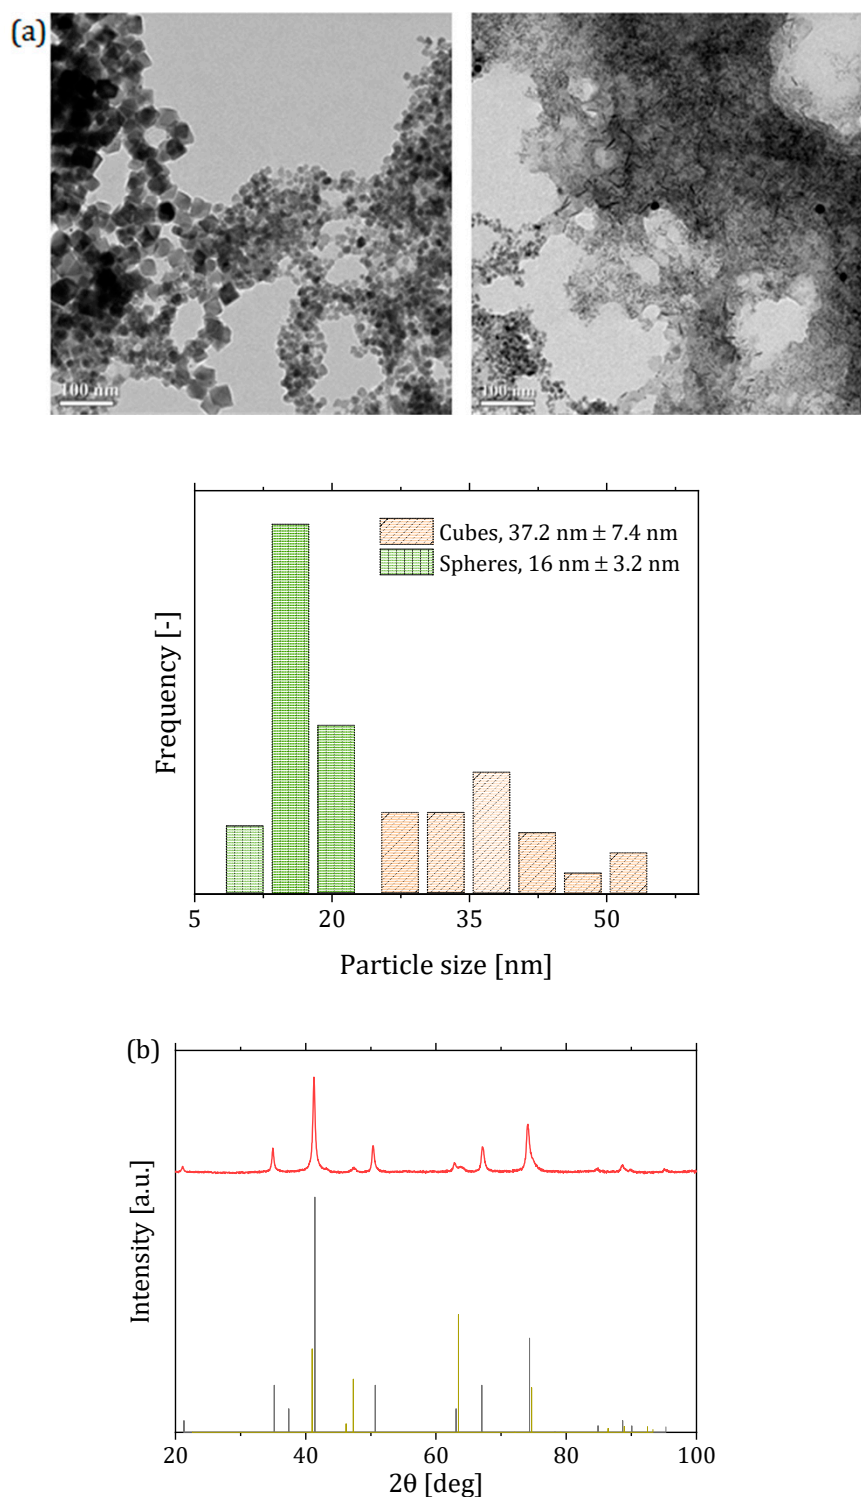 (a)
100 nm
100 nm
Cubes, 37.2 nm ± 7.4 nm
Spheres, 16 nm ± 3.2 nm
Frequency [-]
5 20 35 50
Particle size [nm]
(b)
Intensity [a.u.]
20 40 60 80 100
2θ [deg]